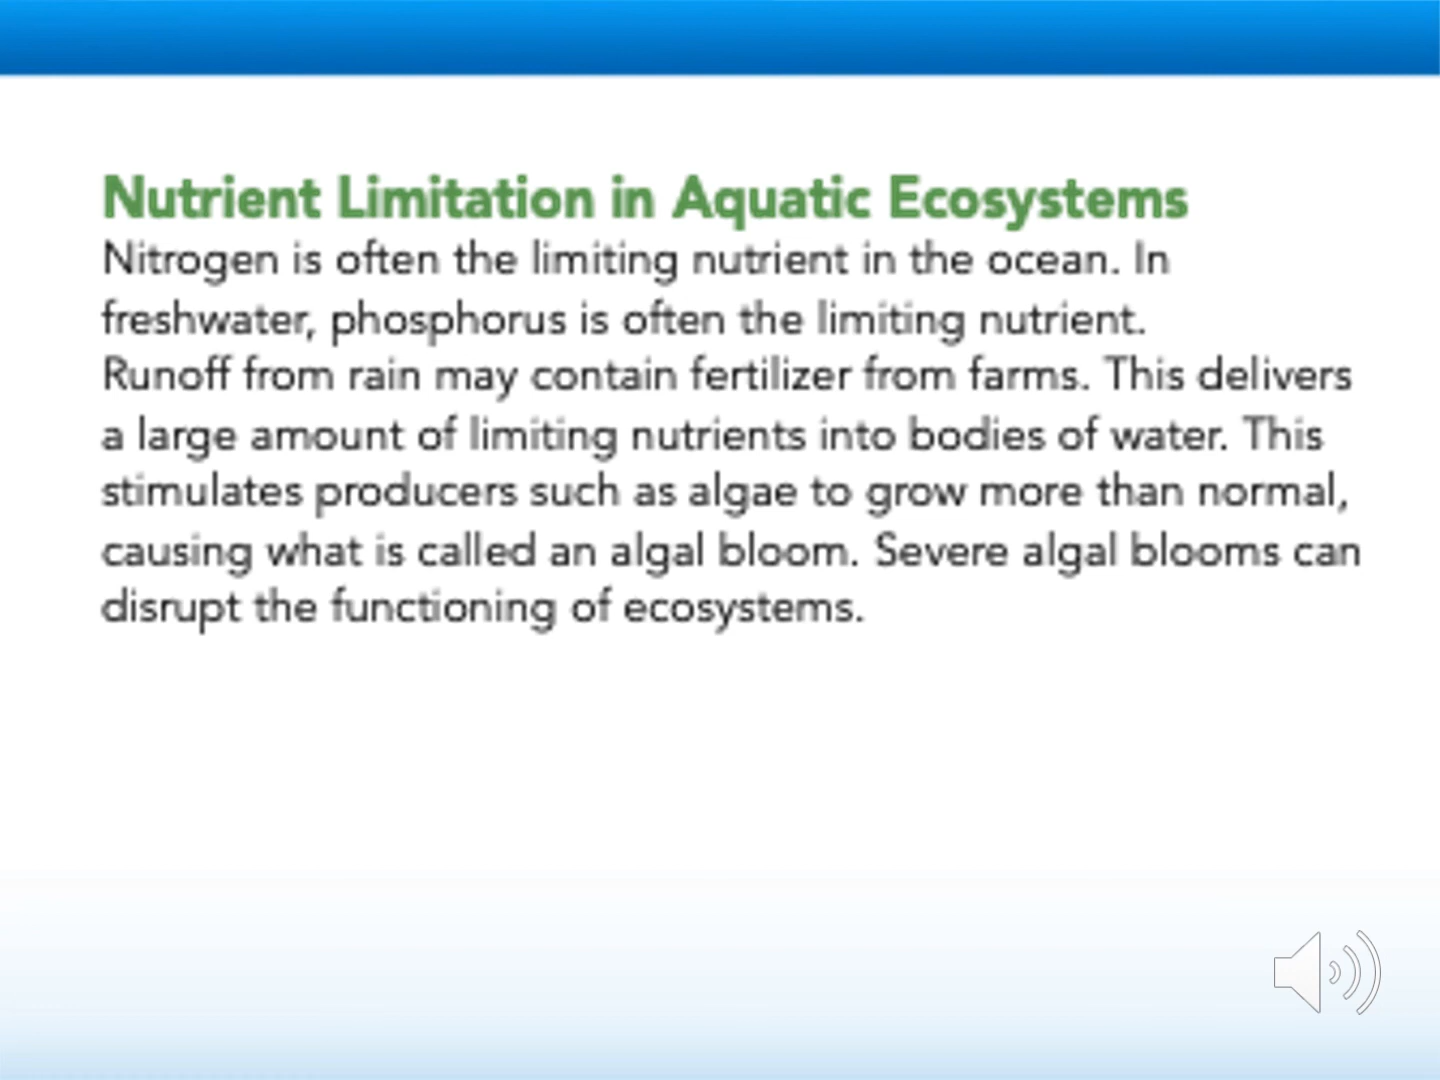 Nutrient Limitation in Aquatic Ecosystems
Nitrogen is often the limiting nutrient in the ocean. In
freshwater, phosphorus is often the limiting nutrient.
Runoff from rain may contain fertilizer from farms. This delivers
a large amount of limiting nutrients into bodies of water. This
stimulates producers such as algae to grow more than normal,
causing what is called an algal bloom. Severe algal blooms can
disrupt the functioning of ecosystems.